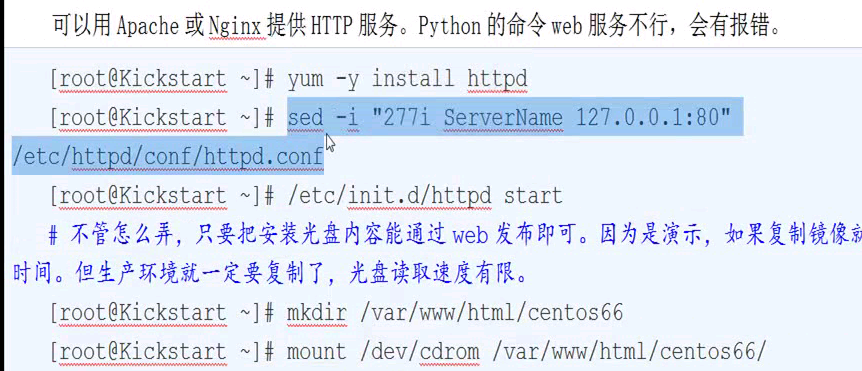 可以用 Apache 或 Nginx 提供 HTTP 服务。Python 的命令 web 服务不行，会有报错。
[root@Kickstart ~]# yum -y install httpd
[root@Kickstart ~]# sed -i "277i ServerName 127.0.0.1:80"
/etc/httpd/conf/httpd.conf
[root@Kickstart ~]# /etc/init.d/httpd start
# 不管怎么弄，只要把安装光盘内容能通过 web 发布即可。因为是演示，如果复制镜像就
时间。但生产环境就一定要复制了，光盘读取速度有限。
[root@Kickstart ~]# mkdir /var/www/html/centos66
[root@Kickstart ~]# mount /dev/cdrom /var/www/html/centos66/